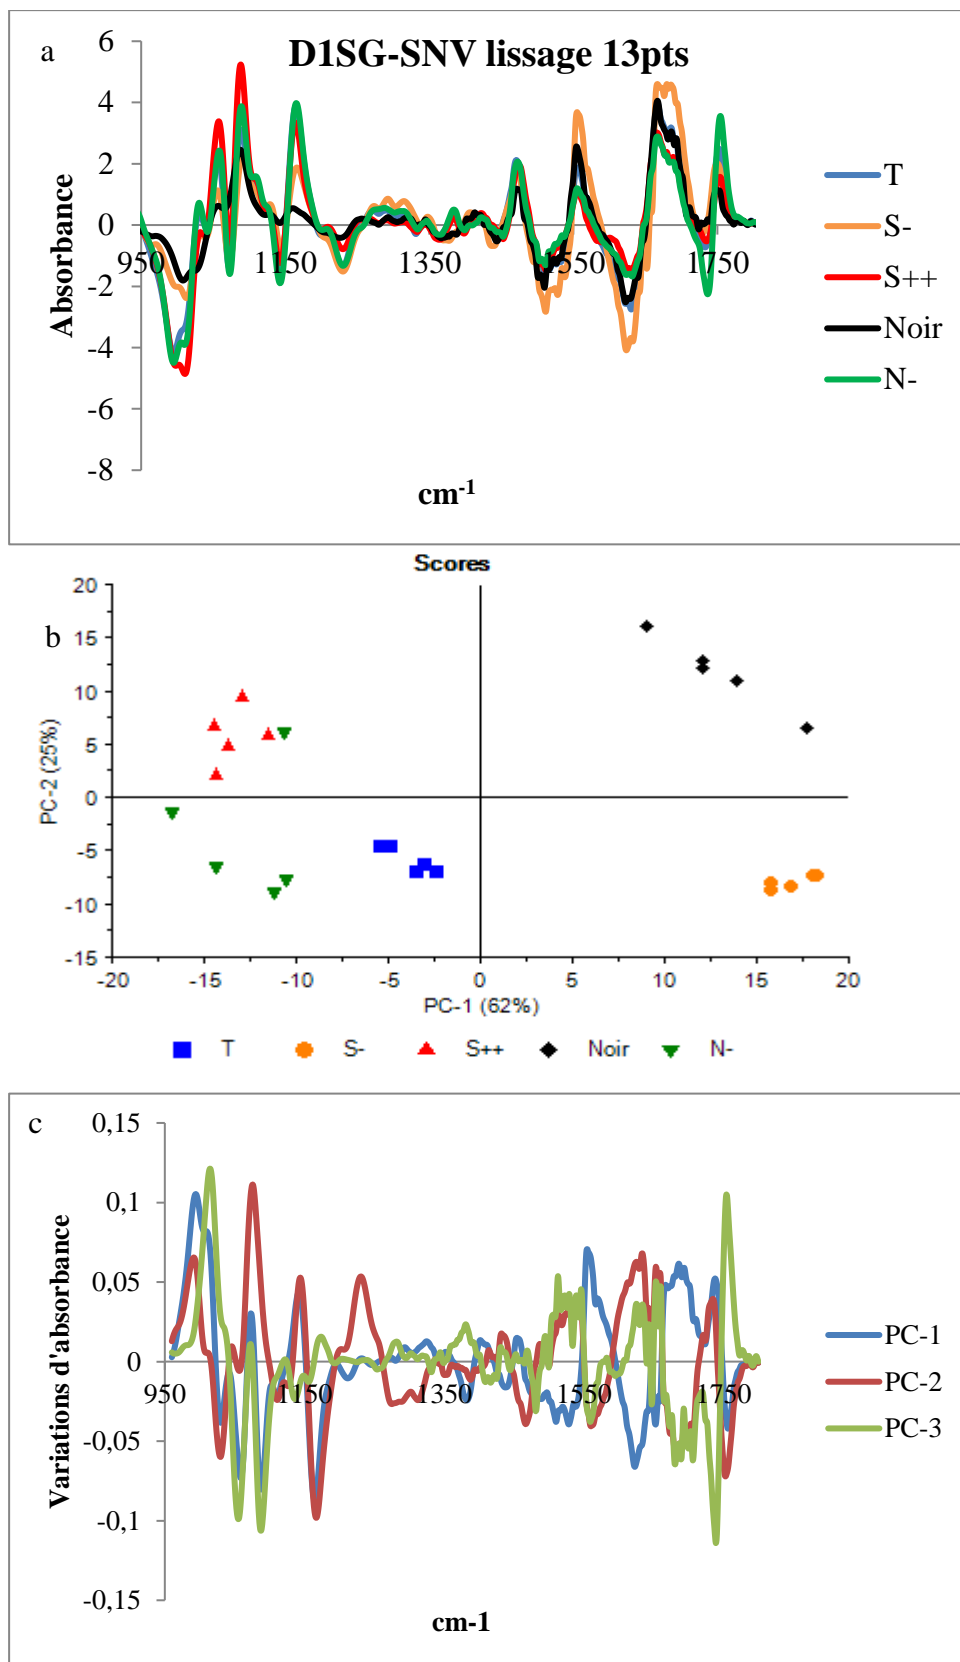 a
D1SG-SNV lissage 13pts
6
4
2
0
-2
-4
-6
-8
950 1150 1350 1550 1750
Absorbance
cm-1
T
S-
S++
Noir
N-
b
Scores
20
15
10
5
0
-5
-10
-15
-20 -15 -10 -5 0 5 10 15 20
PC-2 (25%)
PC-1 (62%)
T S- S++ Noir N-
c
0,15
0,1
0,05
0
-0,05
-0,1
-0,15
950 1150 1350 1550 1750
Variations d'absorbance
cm-1
PC-1
PC-2
PC-3